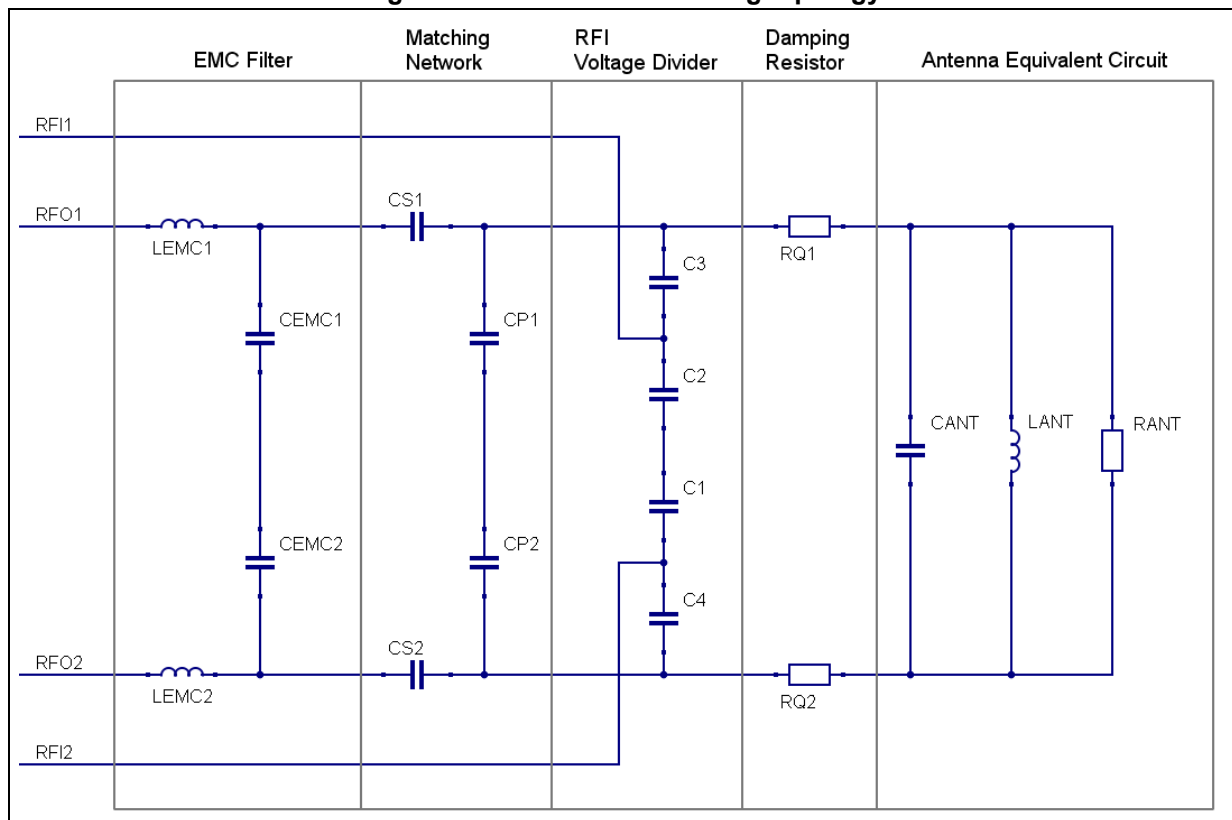 EMC Filter
Matching
Network
RFI
Voltage Divider
Damping
Resistor
Antenna Equivalent Circuit
RFI1
RFO1
LEMC1
CS1
C3
RQ1
CEMC1
CP1
C2
CANT
LANT
RANT
C1
CEMC2
CP2
C4
RFO2
LEMC2
CS2
RQ2
RFI2